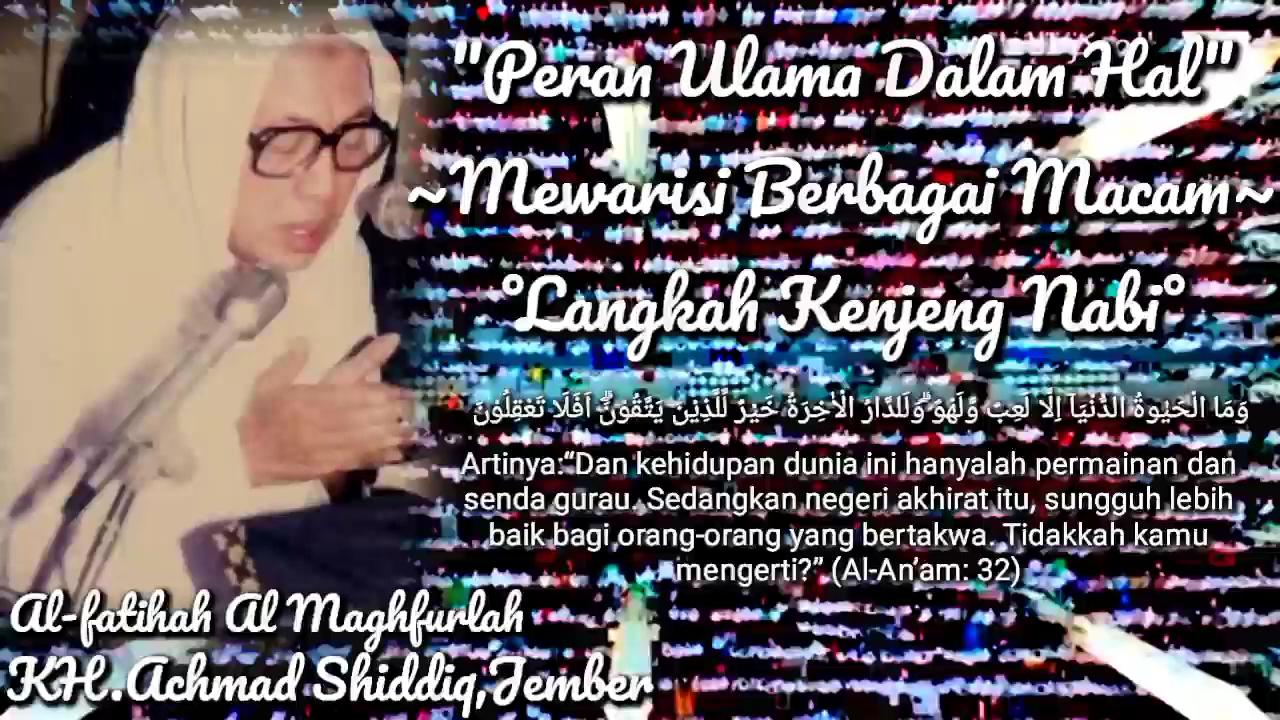 "Peran Ulama Dalam Hal"
~Mewarisi Berbagai Macam~
°Langkah Kenjeng Nabi°
وَمَا الْحَيٰوةُ الدُّنْيَآ اِلَّا لَعِبٌ وَّلَهْوٌ ۗوَلَلدَّارُ الْاٰخِرَةُ خَيْرٌ لِّلَّذِيْنَ يَتَّقُوْنَۗ اَفَلَا تَعْقِلُوْنَ
Artinya:“Dan kehidupan dunia ini hanyalah permainan dan
senda gurau. Sedangkan negeri akhirat itu, sungguh lebih
baik bagi orang-orang yang bertakwa. Tidakkah kamu
mengerti?” (Al-An’am: 32)
Al-fatihah Al Maghfurlah
KH.Achmad Shiddiq,Jember